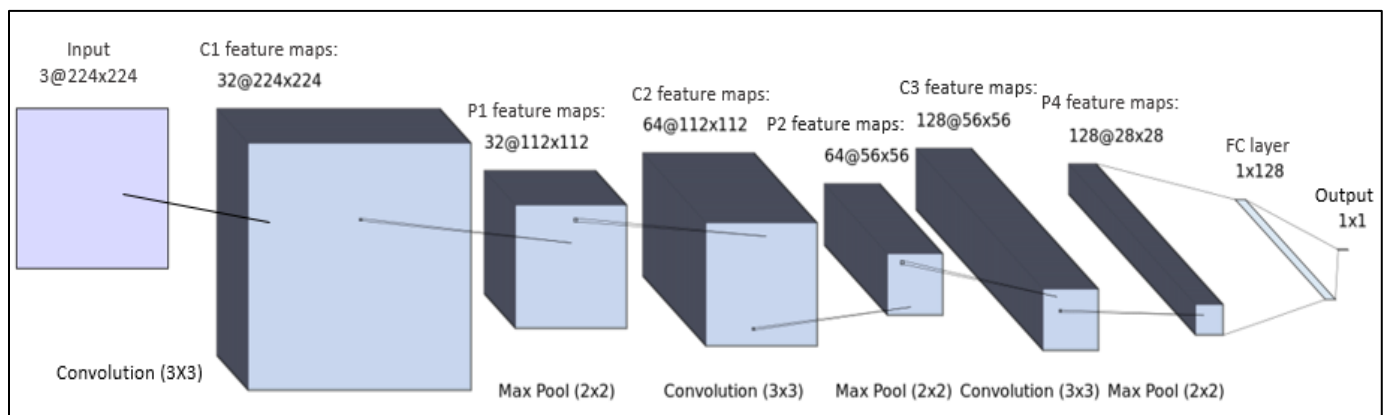 Input
3@224x224
C1 feature maps:
32@224x224
P1 feature maps:
32@112x112
C2 feature maps:
64@112x112
P2 feature maps:
64@56x56
C3 feature maps:
128@56x56
P4 feature maps:
128@28x28
FC layer
1x128
Output
1x1
Convolution (3X3)
Max Pool (2x2)
Convolution (3x3)
Max Pool (2x2)
Convolution (3x3)
Max Pool (2x2)